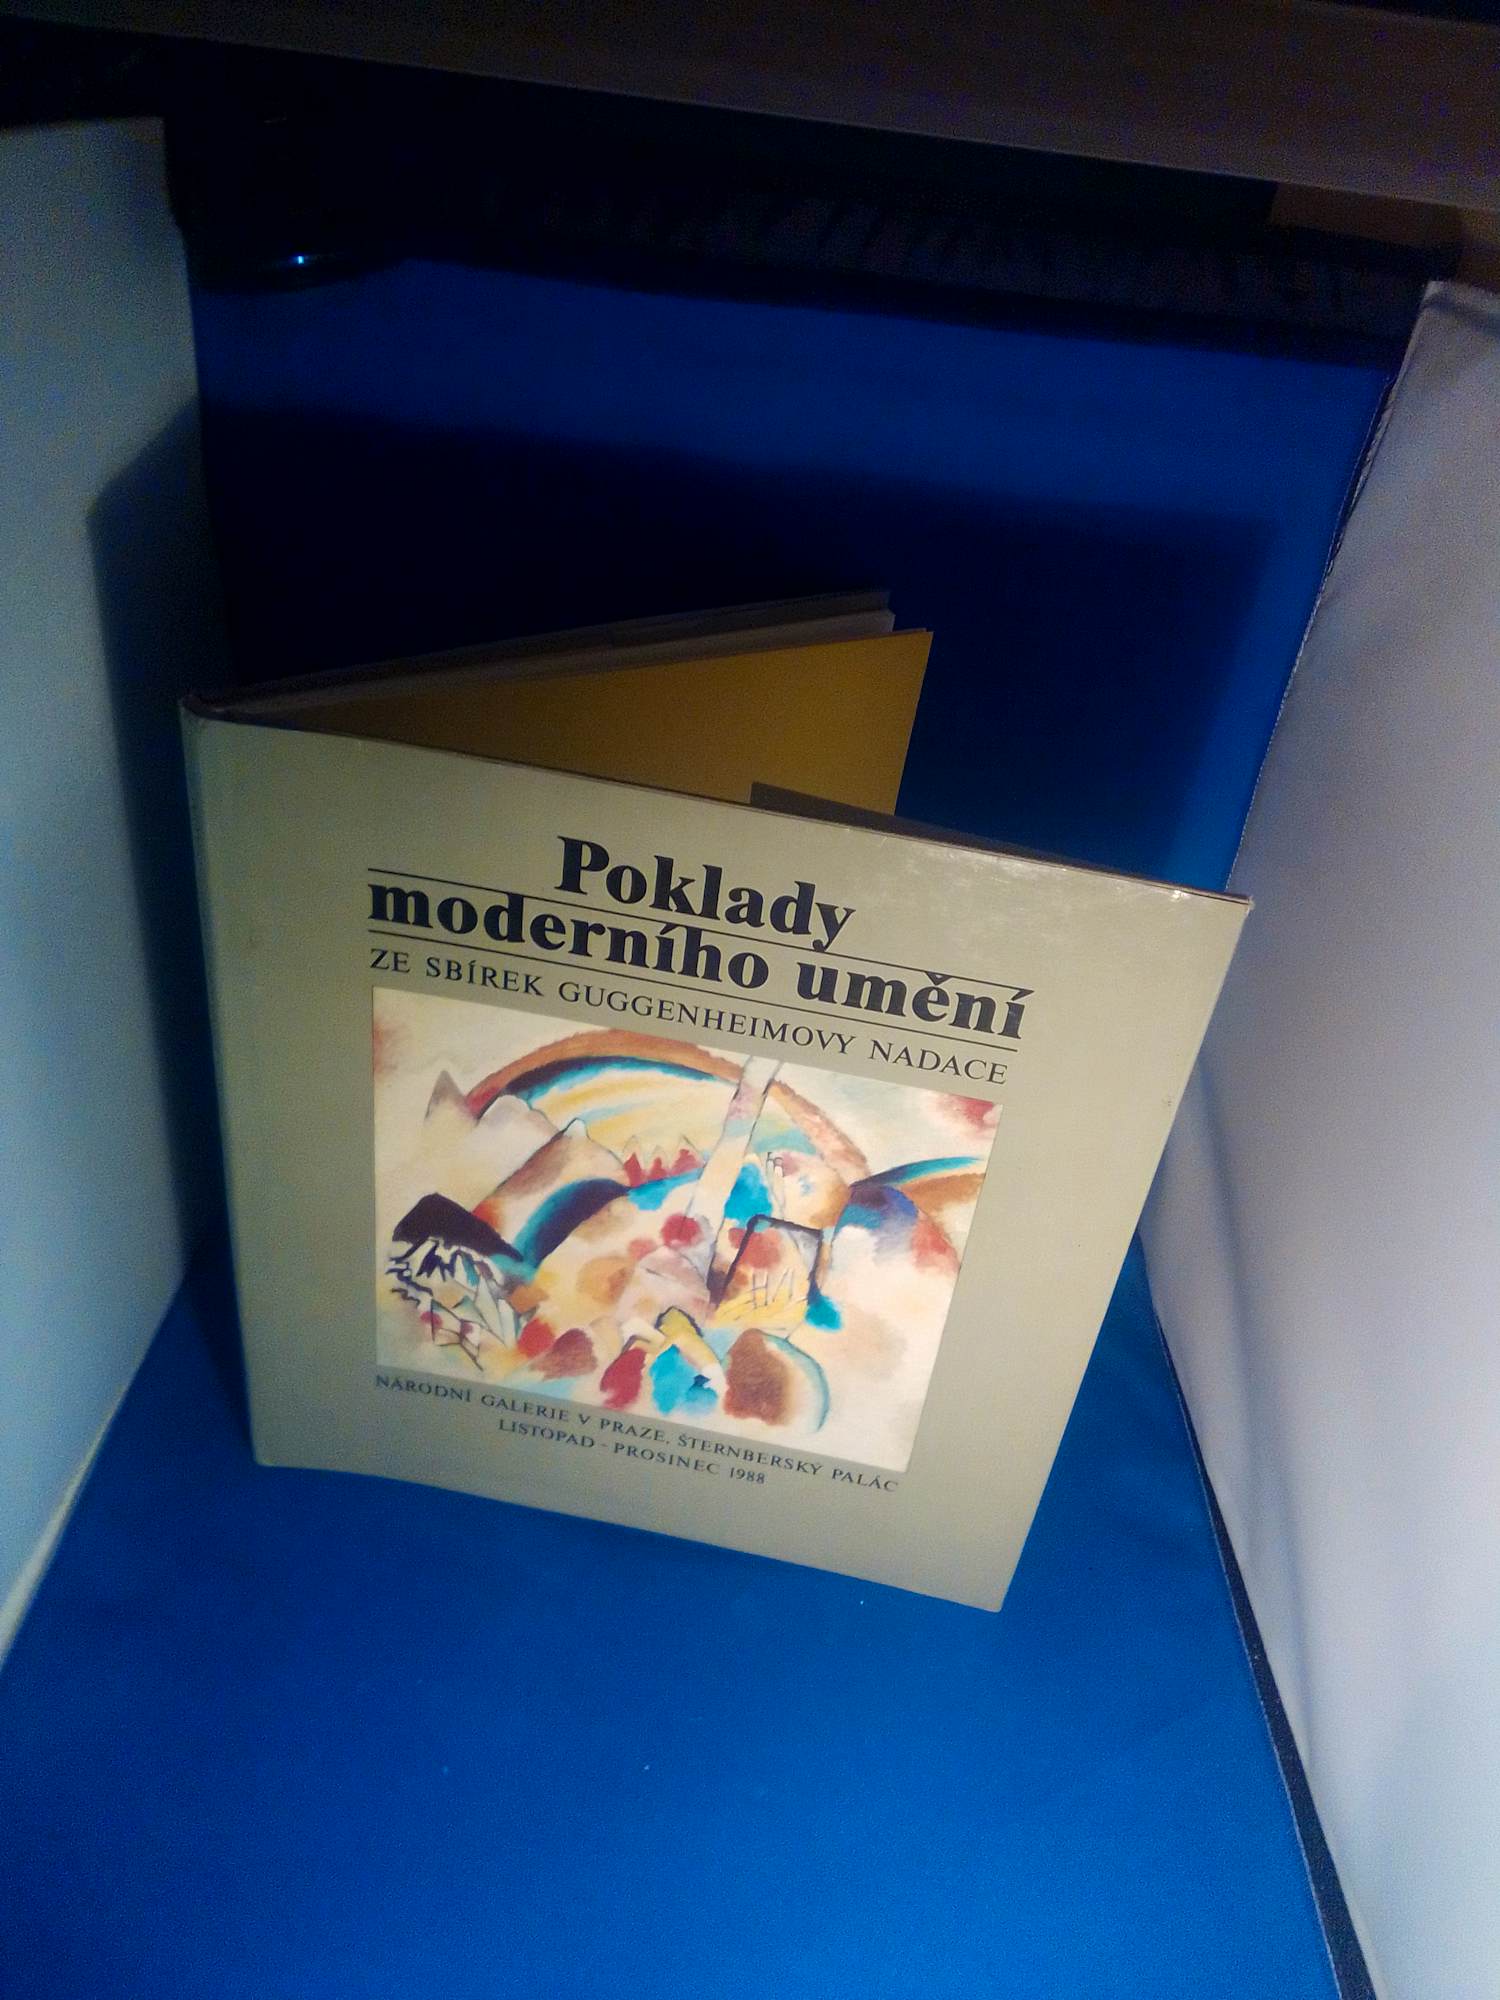 Poklady
moderního umění
ZE SBÍREK GUGGENHEIMOVY NADACE
NÁRODNÍ GALERIE V PRAZE, ŠTERNBERSKÝ PALÁC
LISTOPAD - PROSINEC 1988